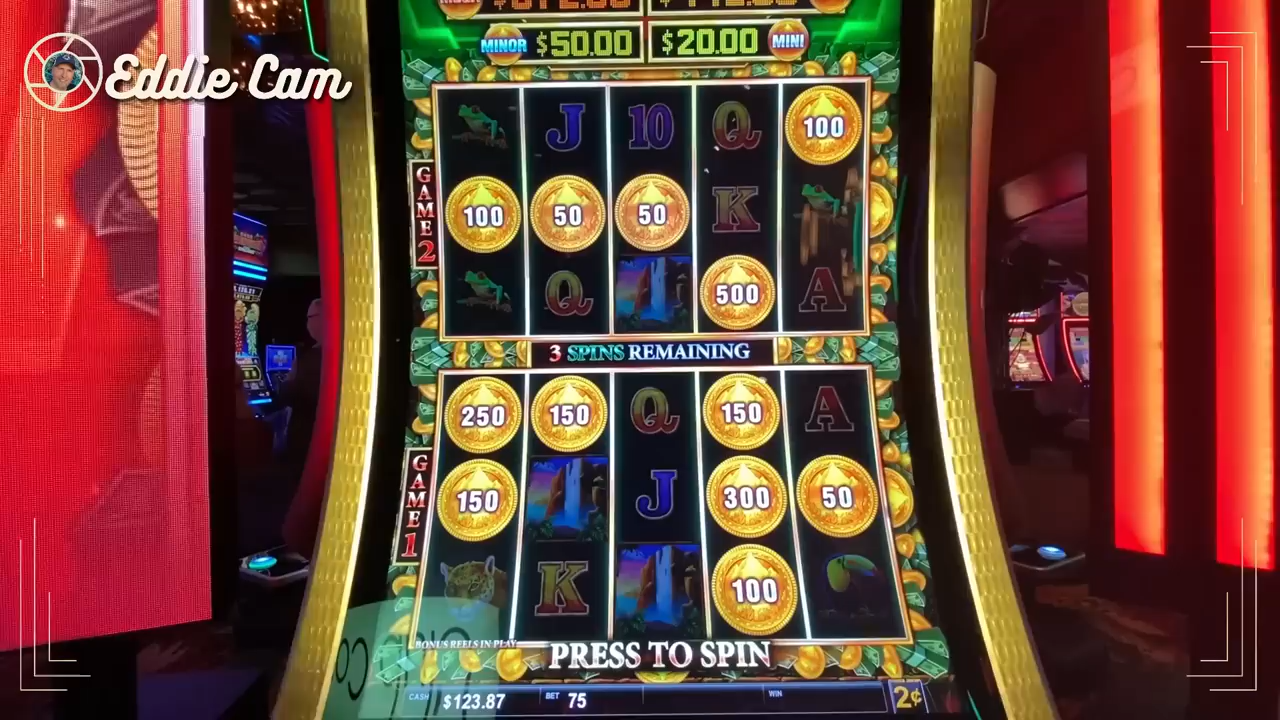 Eddie Cam
MINOR $50.00 $20.00 MINI
J 10 Q 100
GAME 2
100 50 50 K
Q 500 A
3 SPINS REMAINING
250 150 Q 150 A
GAME 1
150 J 300 50
K 100
BONUS REELS IN PLAY
PRESS TO SPIN
CASH $123.87 BET 75 WIN 2¢